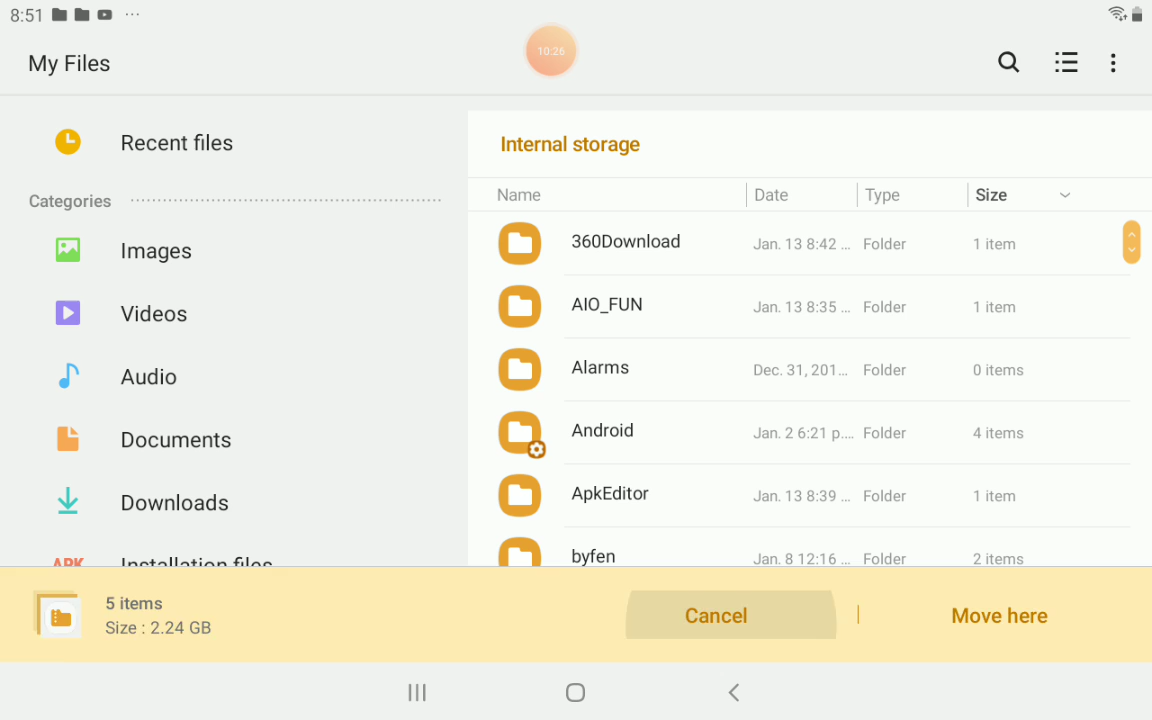 8:51
10:26
My Files
Recent files
Categories
Images
Videos
Audio
Documents
Downloads
APK Installation files
Internal storage
Name Date Type Size
360Download Jan. 13 8:42 ... Folder 1 item
AIO_FUN Jan. 13 8:35 ... Folder 1 item
Alarms Dec. 31, 201... Folder 0 items
Android Jan. 2 6:21 p.... Folder 4 items
ApkEditor Jan. 13 8:39 ... Folder 1 item
byfen Jan. 8 12:16 ... Folder 2 items
5 items
Size : 2.24 GB
Cancel
Move here